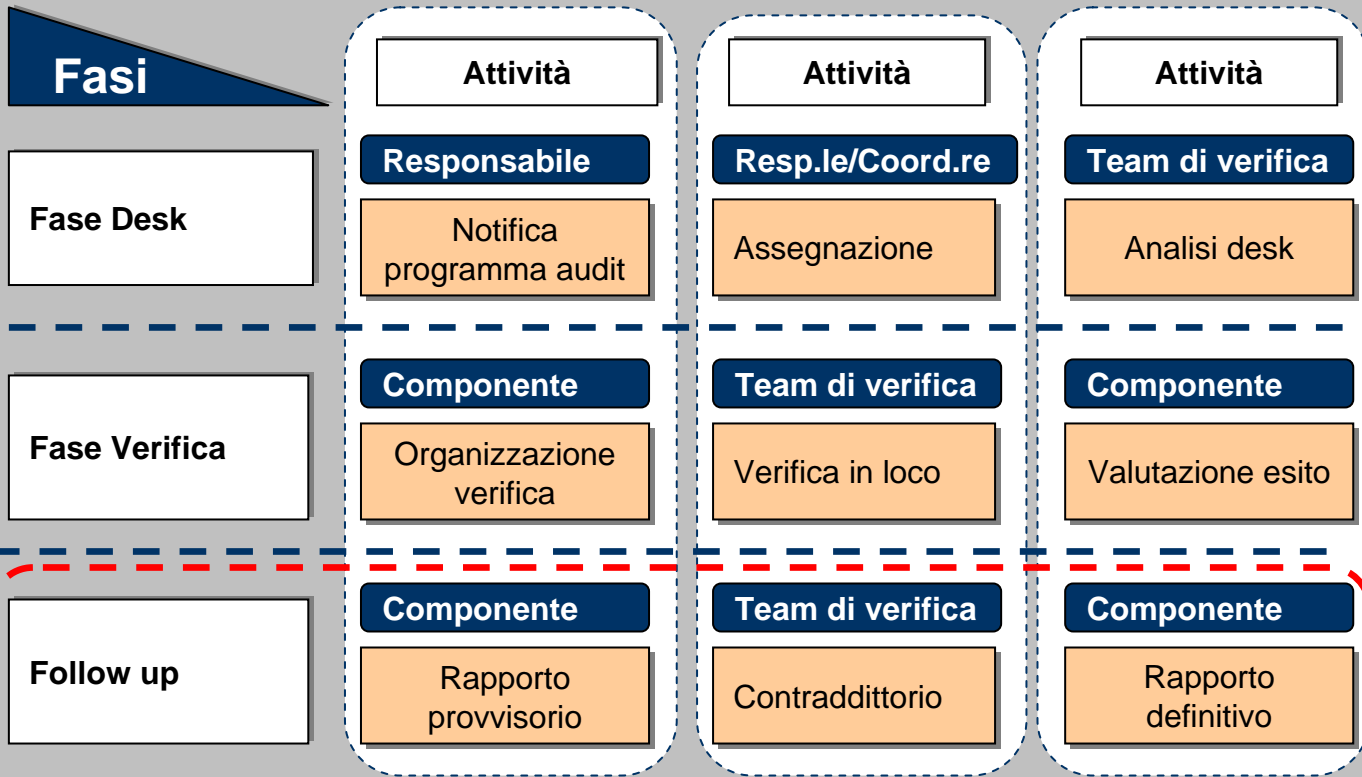 Fasi
Attività
Attività
Attività
Fase Desk
Responsabile
Notifica
programma audit
Resp.le/Coord.re
Assegnazione
Team di verifica
Analisi desk
Fase Verifica
Componente
Organizzazione
verifica
Team di verifica
Verifica in loco
Componente
Valutazione esito
Follow up
Componente
Rapporto
provvisorio
Team di verifica
Contraddittorio
Componente
Rapporto
definitivo